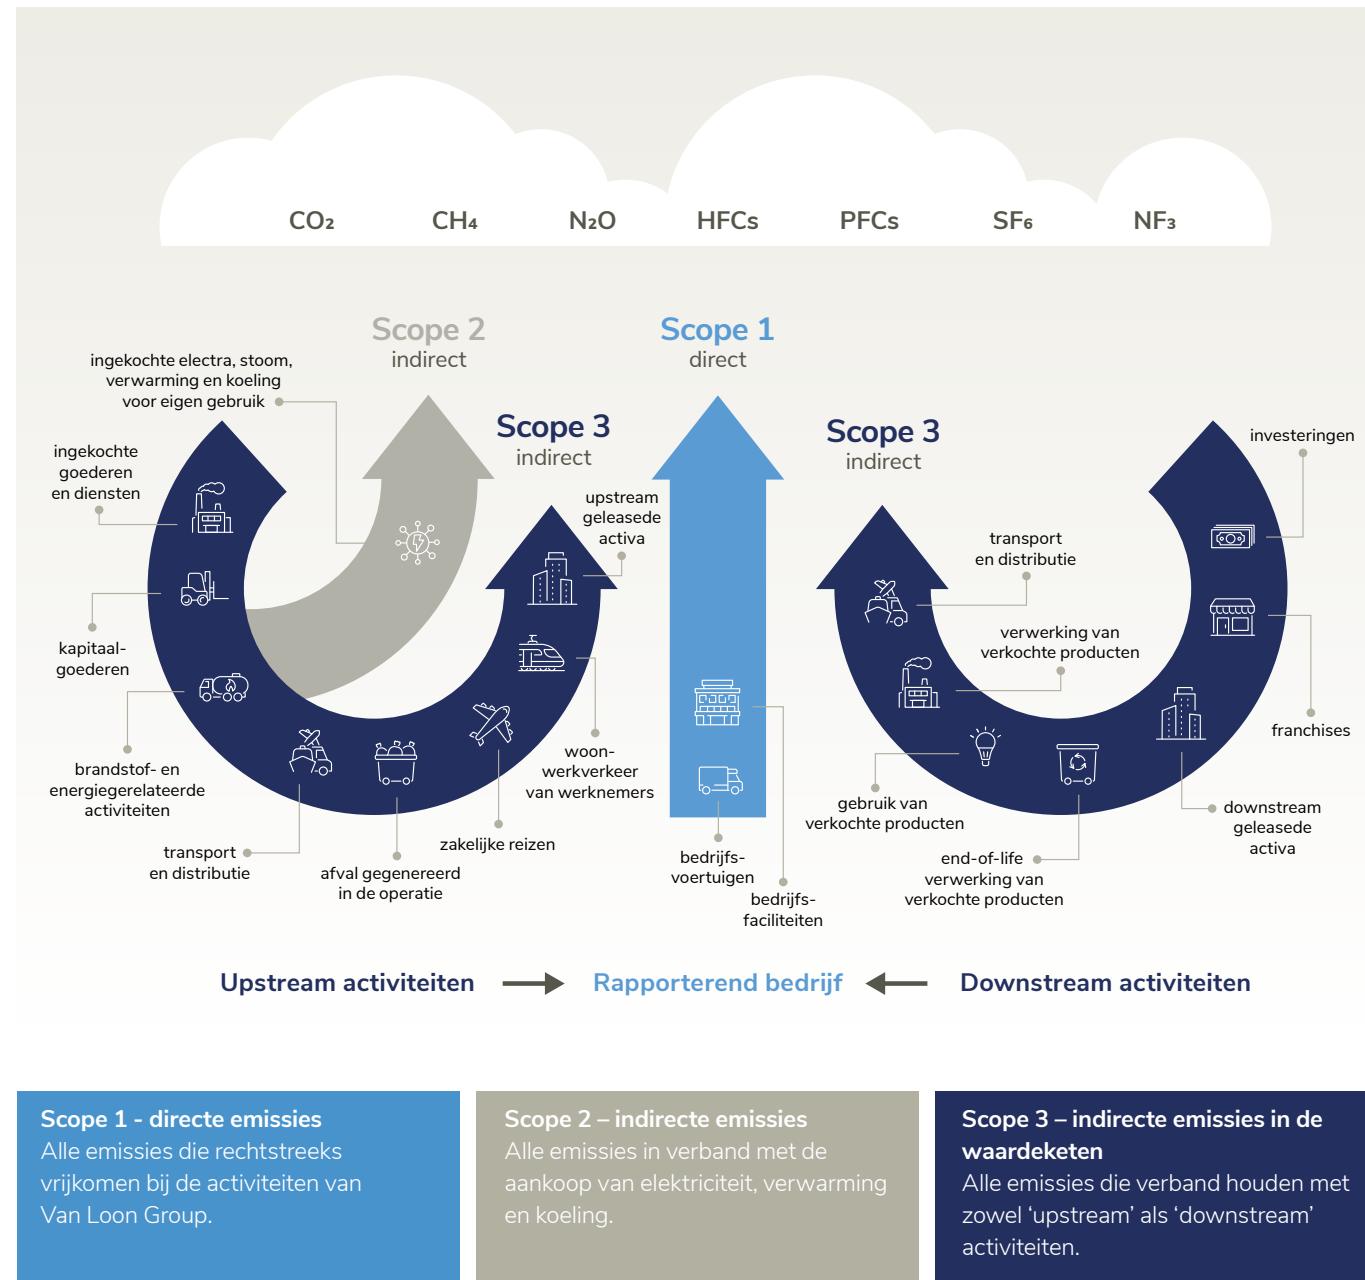 CO₂ CH₄ N₂O HFCs PFCs SF₆ NF₃
Scope 2
indirect
Scope 1
direct
ingekochte electra, stoom,
verwarming en koeling
voor eigen gebruik
Scope 3
indirect
Scope 3
indirect
ingekochte
goederen
en diensten
kapitaal-
goederen
brandstof- en
energiegerelateerde
activiteiten
transport
en distributie
afval gegenereerd
in de operatie
zakelijke reizen
woon-
werkverkeer
van werknemers
upstream
geleasede
activa
bedrijfs-
voertuigen
bedrijfs-
faciliteiten
transport
en distributie
verwerking van
verkochte producten
gebruik van
verkochte producten
end-of-life
verwerking van
verkochte producten
downstream
geleasede
activa
franchises
investeringen
Upstream activiteiten
Rapporterend bedrijf
Downstream activiteiten
Scope 1 - directe emissies
Alle emissies die rechtstreeks
vrijkomen bij de activiteiten van
Van Loon Group.
Scope 2 – indirecte emissies
Alle emissies in verband met de
aankoop van elektriciteit, verwarming
en koeling.
Scope 3 – indirecte emissies in de
waardeketen
Alle emissies die verband houden met
zowel ‘upstream’ als ‘downstream’
activiteiten.